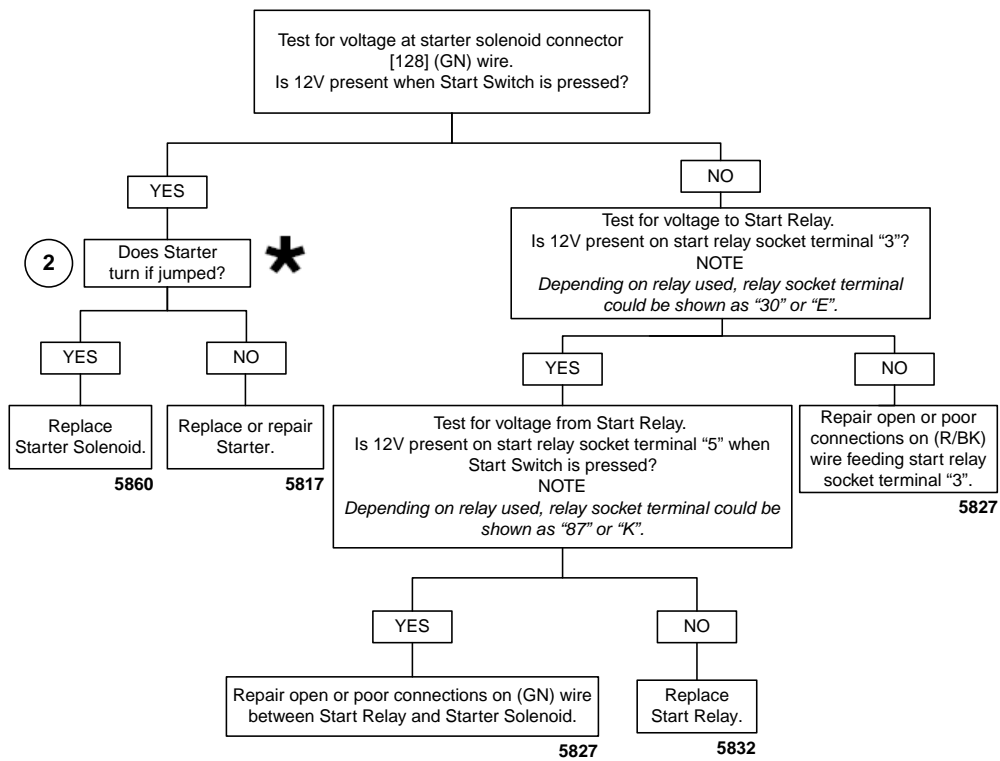 Test for voltage at starter solenoid connector
[128] (GN) wire.
Is 12V present when Start Switch is pressed?
YES
NO
2
Does Starter
turn if jumped?
*
Test for voltage to Start Relay.
Is 12V present on start relay socket terminal “3”?
NOTE
Depending on relay used, relay socket terminal
could be shown as “30” or “E”.
YES
NO
YES
NO
Replace
Starter Solenoid.
5860
Replace or repair
Starter.
5817
Test for voltage from Start Relay.
Is 12V present on start relay socket terminal “5” when
Start Switch is pressed?
NOTE
Depending on relay used, relay socket terminal could be
shown as “87” or “K”.
Repair open or poor
connections on (R/BK)
wire feeding start relay
socket terminal “3”.
5827
YES
NO
Repair open or poor connections on (GN) wire
between Start Relay and Starter Solenoid.
5827
Replace
Start Relay.
5832